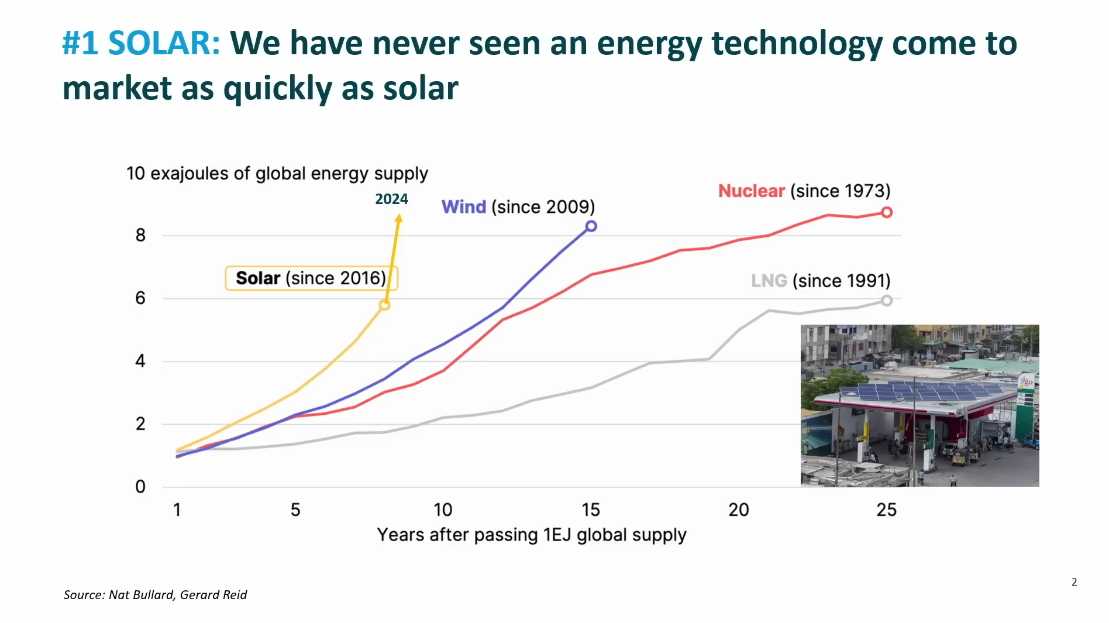 #1 SOLAR: We have never seen an energy technology come to
market as quickly as solar
10 exajoules of global energy supply
2024
Wind (since 2009)
Nuclear (since 1973)
Solar (since 2016)
LNG (since 1991)
8
6
4
2
0
1 5 10 15 20 25
Years after passing 1EJ global supply
Source: Nat Bullard, Gerard Reid
2